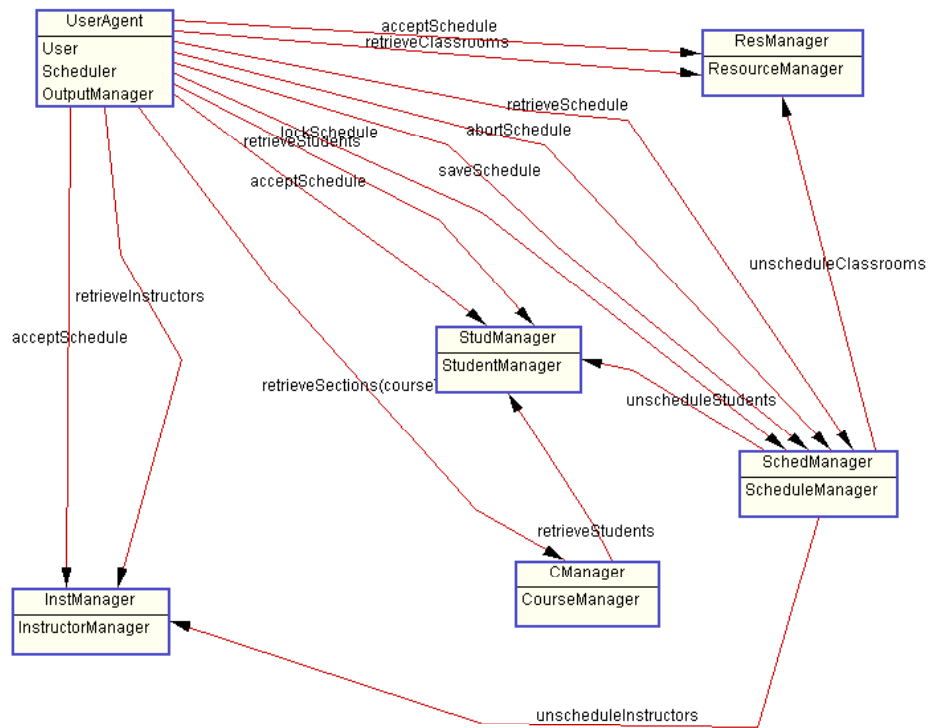 UserAgent
User
Scheduler
OutputManager
acceptSchedule
retrieveClassrooms
ResManager
ResourceManager
retrieveSchedule
abortSchedule
lockSchedule
retrieveStudents
saveSchedule
acceptSchedule
unscheduleClassrooms
retrieveInstructors
acceptSchedule
StudManager
StudentManager
retrieveSections(course)
unscheduleStudents
SchedManager
ScheduleManager
retrieveStudents
CManager
CourseManager
InstManager
InstructorManager
unscheduleInstructors